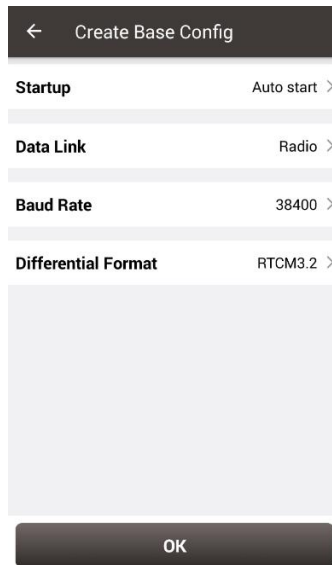 Create Base Config
Startup Auto start
Data Link Radio
Baud Rate 38400
Differential Format RTCM3.2
OK